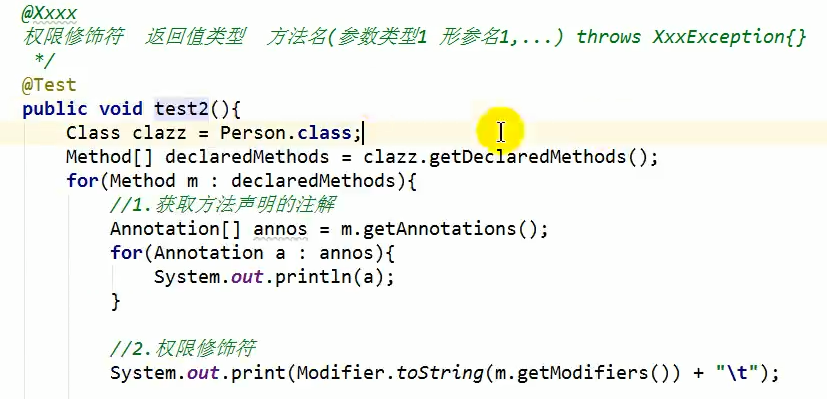 @Xxxx
权限修饰符  返回值类型  方法名(参数类型1 形参名1,...) throws XxxException{}
*/
@Test
public void test2(){
Class clazz = Person.class;
Method[] declaredMethods = clazz.getDeclaredMethods();
for(Method m : declaredMethods){
//1.获取方法声明的注解
Annotation[] annos = m.getAnnotations();
for(Annotation a : annos){
System.out.println(a);
}
//2.权限修饰符
System.out.print(Modifier.toString(m.getModifiers()) + "\t");